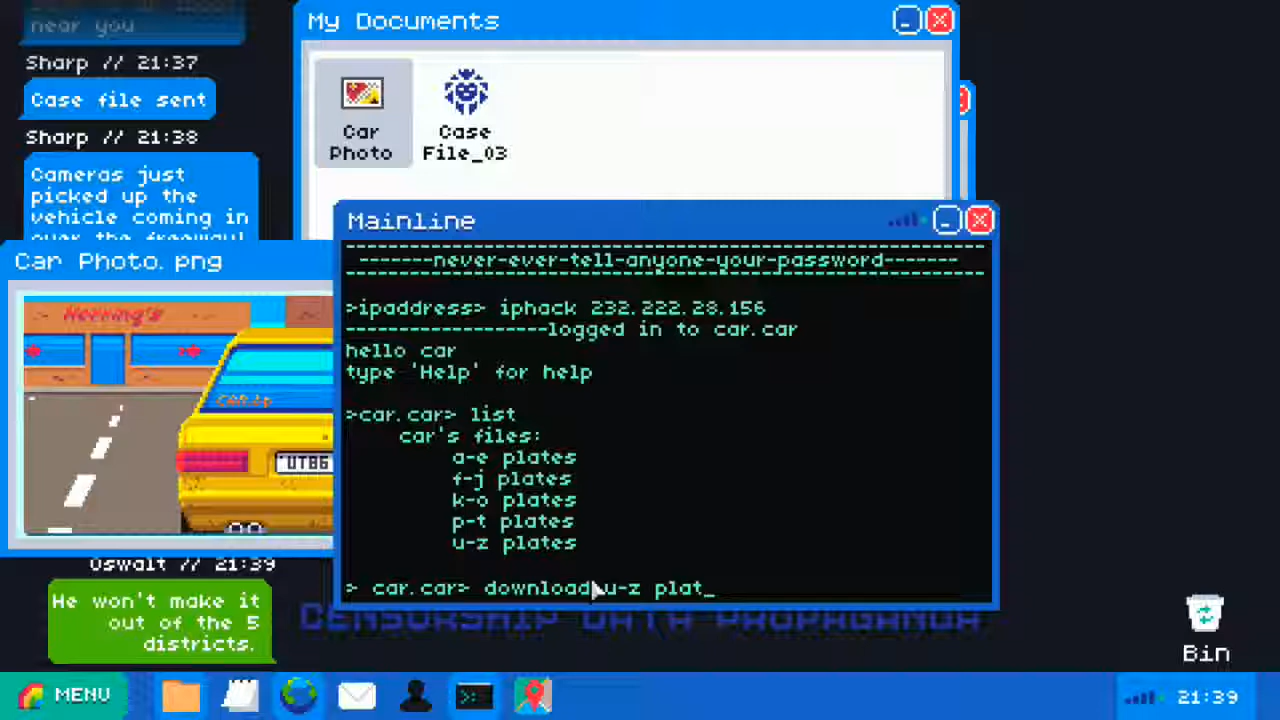 near you
Sharp // 21:37
Case file sent
Sharp // 21:38
Cameras just
picked up the
vehicle coming in
over the freeway!
My Documents
Car
Photo
Case
File_03
Car Photo.png
UT86
Mainline
-------never-ever-tell-anyone-your-password-------
>ipaddress> iphack 232.222.28.156
-------------------logged in to car.car
hello car
type 'Help' for help
>car.car> list
car's files:
a-e plates
f-j plates
k-o plates
p-t plates
u-z plates
> car.car> download u-z plat_
Oswalt // 21:39
He won't make it
out of the 5
districts.
CENSORSHIP DATA PROPAGANDA
Bin
MENU
21:39